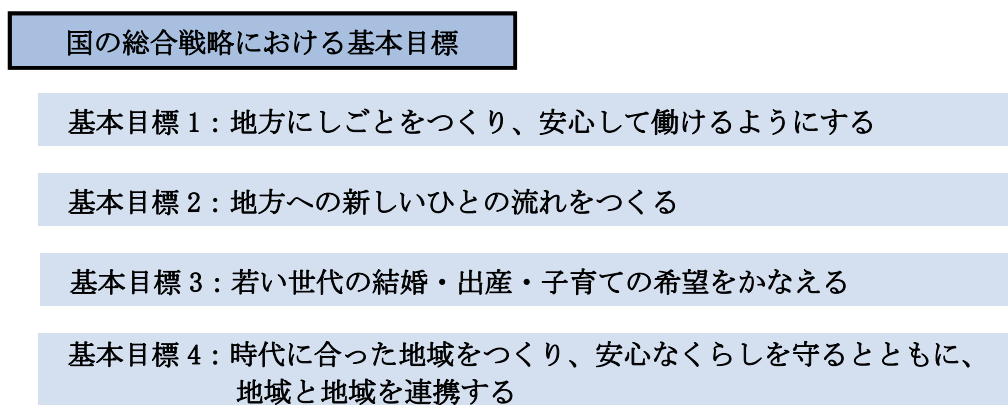 国の総合戦略における基本目標
基本目標 1：地方にしごとをつくり、安心して働けるようにする
基本目標 2：地方への新しいひとの流れをつくる
基本目標 3：若い世代の結婚・出産・子育ての希望をかなえる
基本目標 4：時代に合った地域をつくり、安心なくらしを守るとともに、
地域と地域を連携する